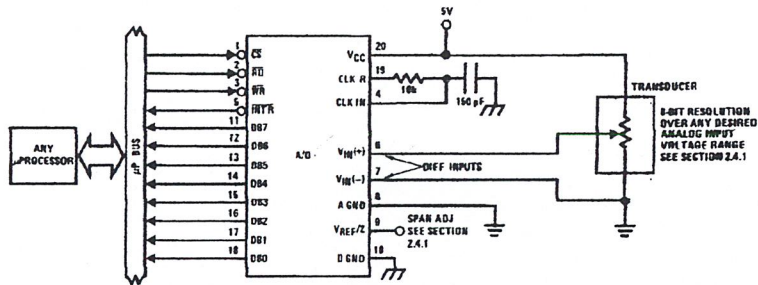 5V
1 CS
2 RD
3 WR
5 INTR
11 DB7
12 DB6
13 DB5
14 DB4
15 DB3
16 DB2
17 DB1
18 DB0
ANY
μPROCESSOR
μP BUS
A/D
VCC 20
CLK R 19
10k
CLK IN 4
150 pF
VIN(+) 6
DIFF INPUTS
VIN(-) 7
A GND 8
VREF/2 9
SPAN ADJ
SEE SECTION
2.4.1
D GND 10
TRANSDUCER
8-BIT RESOLUTION
OVER ANY DESIRED
ANALOG INPUT
VOLTAGE RANGE
SEE SECTION 2.4.1